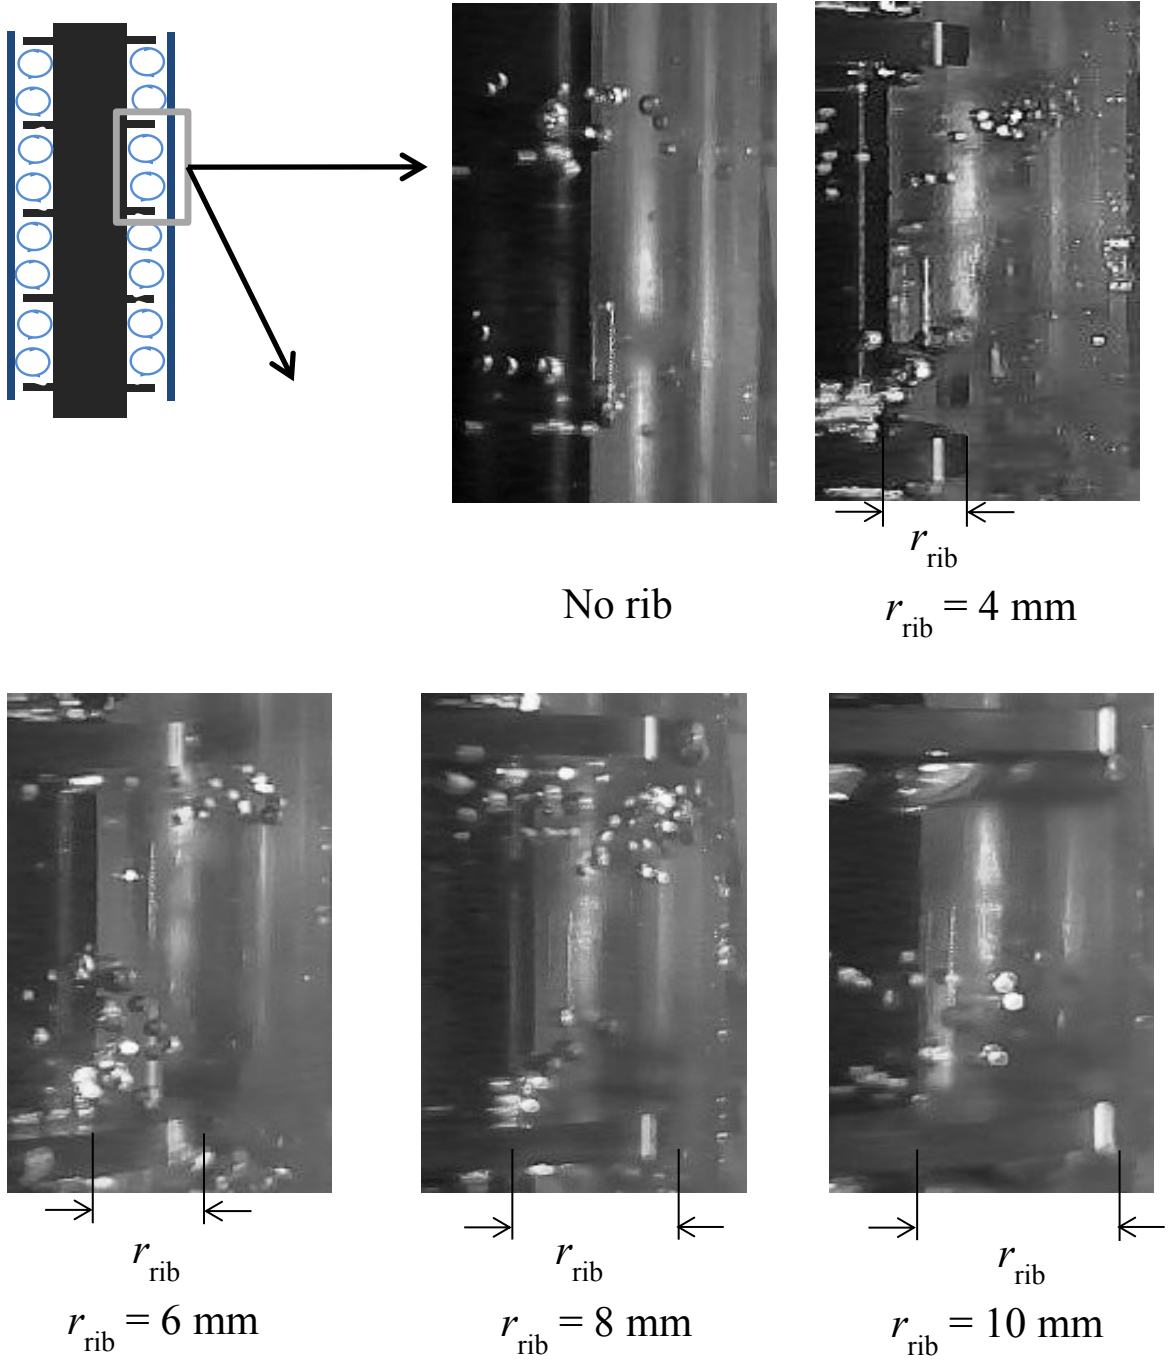 r_rib
No rib
r_rib = 4 mm
r_rib
r_rib
r_rib
r_rib = 6 mm
r_rib = 8 mm
r_rib = 10 mm